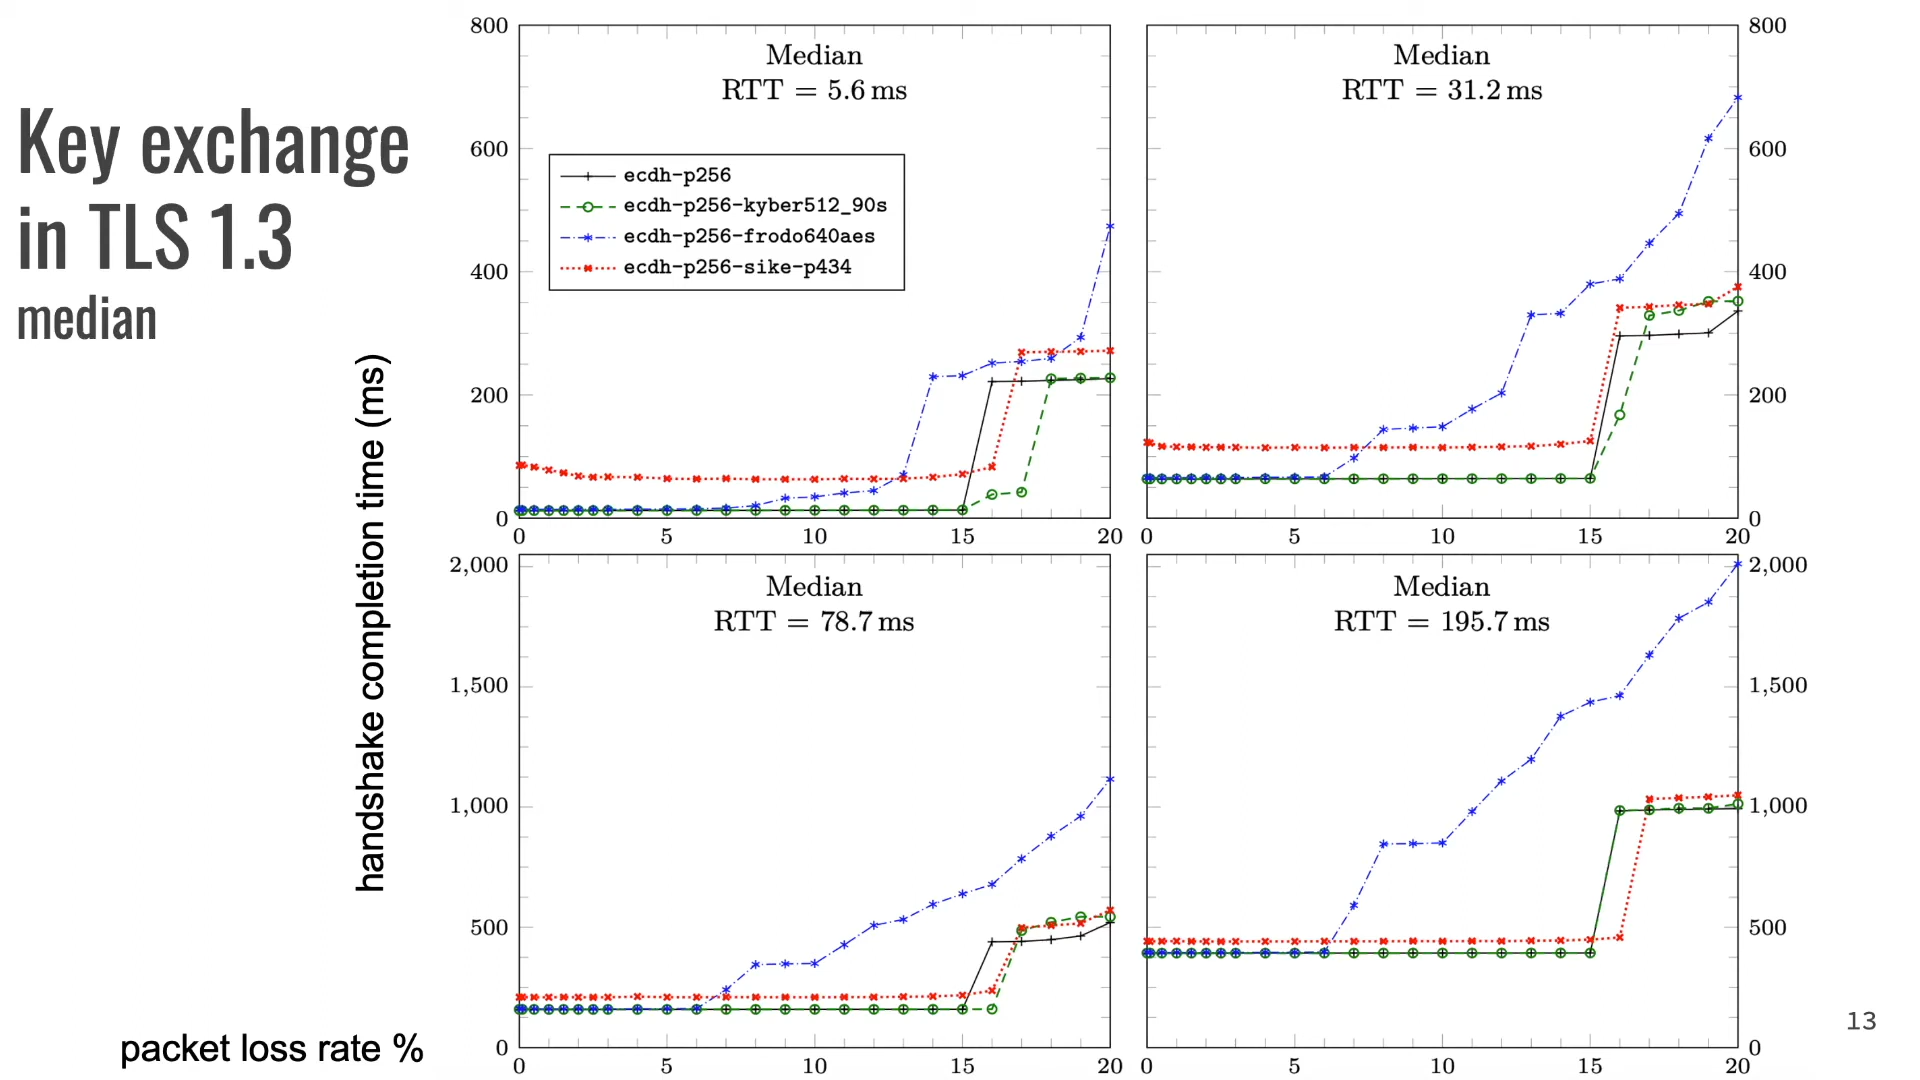 Key exchange
in TLS 1.3
median
handshake completion time (ms)
packet loss rate %
800
600
400
200
0
Median
RTT = 5.6 ms
ecdh-p256
ecdh-p256-kyber512_90s
ecdh-p256-frodo640aes
ecdh-p256-sike-p434
0 5 10 15 20
Median
RTT = 31.2 ms
800
600
400
200
0
0 5 10 15 20
2,000
1,500
1,000
500
0
Median
RTT = 78.7 ms
0 5 10 15 20
Median
RTT = 195.7 ms
2,000
1,500
1,000
500
0
0 5 10 15 20
13